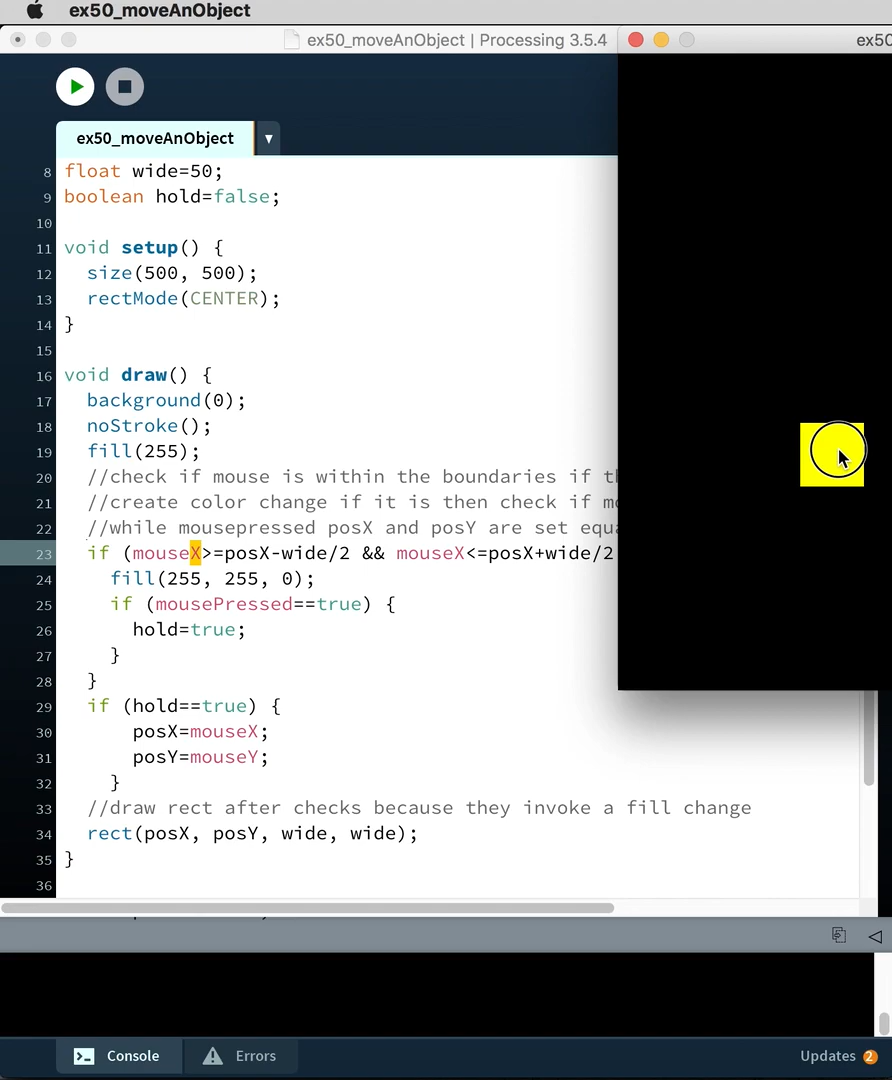 ex50_moveAnObject
ex50_moveAnObject | Processing 3.5.4
ex50
ex50_moveAnObject ▼
8 float wide=50;
9 boolean hold=false;
10
11 void setup() {
12 size(500, 500);
13 rectMode(CENTER);
14 }
15
16 void draw() {
17 background(0);
18 noStroke();
19 fill(255);
20 //check if mouse is within the boundaries if th
21 //create color change if it is then check if mo
22 //while mousepressed posX and posY are set equa
23 if (mouseX>=posX-wide/2 && mouseX<=posX+wide/2
24 fill(255, 255, 0);
25 if (mousePressed==true) {
26 hold=true;
27 }
28 }
29 if (hold==true) {
30 posX=mouseX;
31 posY=mouseY;
32 }
33 //draw rect after checks because they invoke a fill change
34 rect(posX, posY, wide, wide);
35 }
36
Console Errors Updates 2